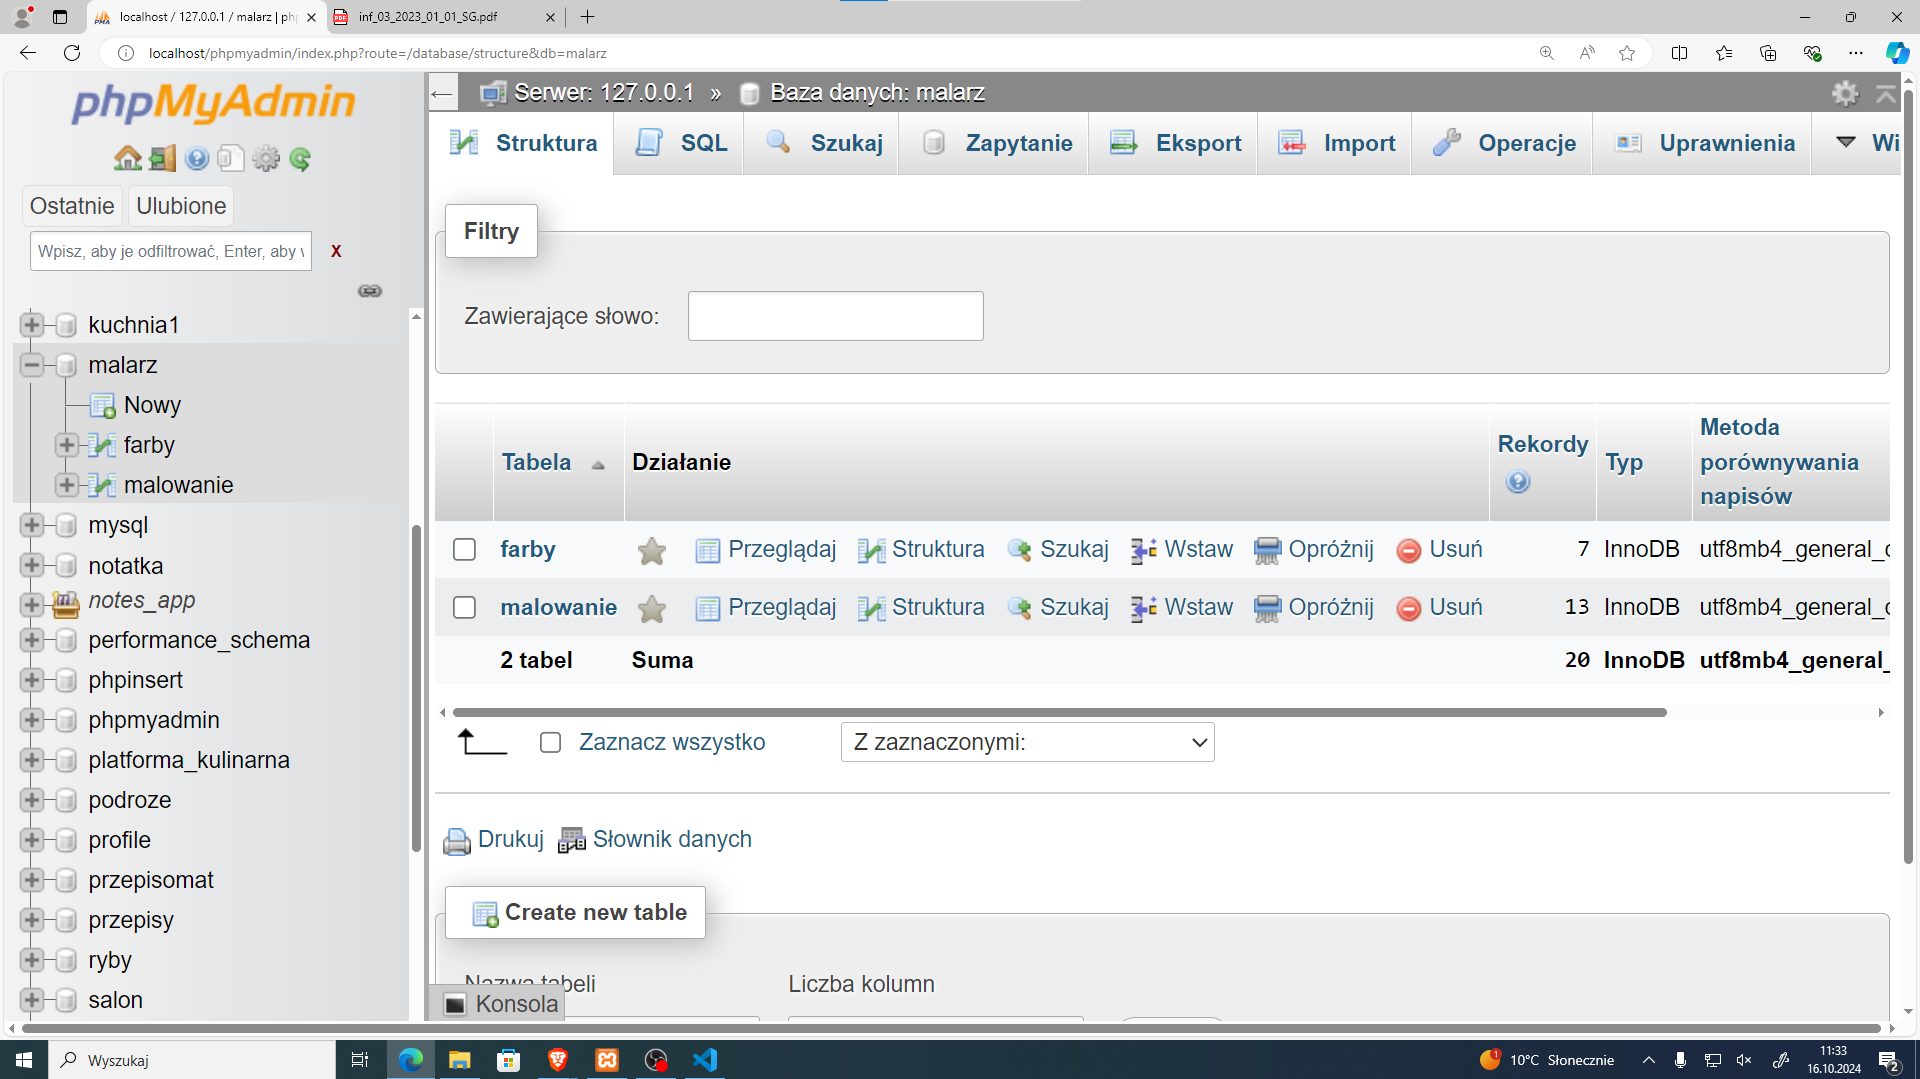 localhost / 127.0.0.1 / malarz | ph
inf_03_2023_01_01_SG.pdf
localhost/phpmyadmin/index.php?route=/database/structure&db=malarz
phpMyAdmin
Ostatnie
Ulubione
Wpisz, aby je odfiltrować, Enter, aby w
X
kuchnia1
malarz
Nowy
farby
malowanie
mysql
notatka
notes_app
performance_schema
phpinsert
phpmyadmin
platforma_kulinarna
podroze
profile
przepisomat
przepisy
ryby
salon
Serwer: 127.0.0.1 » Baza danych: malarz
Struktura
SQL
Szukaj
Zapytanie
Eksport
Import
Operacje
Uprawnienia
Wi
Filtry
Zawierające słowo:
Tabela
Działanie
Rekordy
Typ
Metoda
porównywania
napisów
farby Przeglądaj Struktura Szukaj Wstaw Opróżnij Usuń 7 InnoDB utf8mb4_general_c
malowanie Przeglądaj Struktura Szukaj Wstaw Opróżnij Usuń 13 InnoDB utf8mb4_general_c
2 tabel Suma 20 InnoDB utf8mb4_general_
Zaznacz wszystko
Z zaznaczonymi:
Drukuj
Słownik danych
Create new table
Nazwa tabeli
Liczba kolumn
Konsola
Wyszukaj
1
10°C Słonecznie
11:33
16.10.2024
2